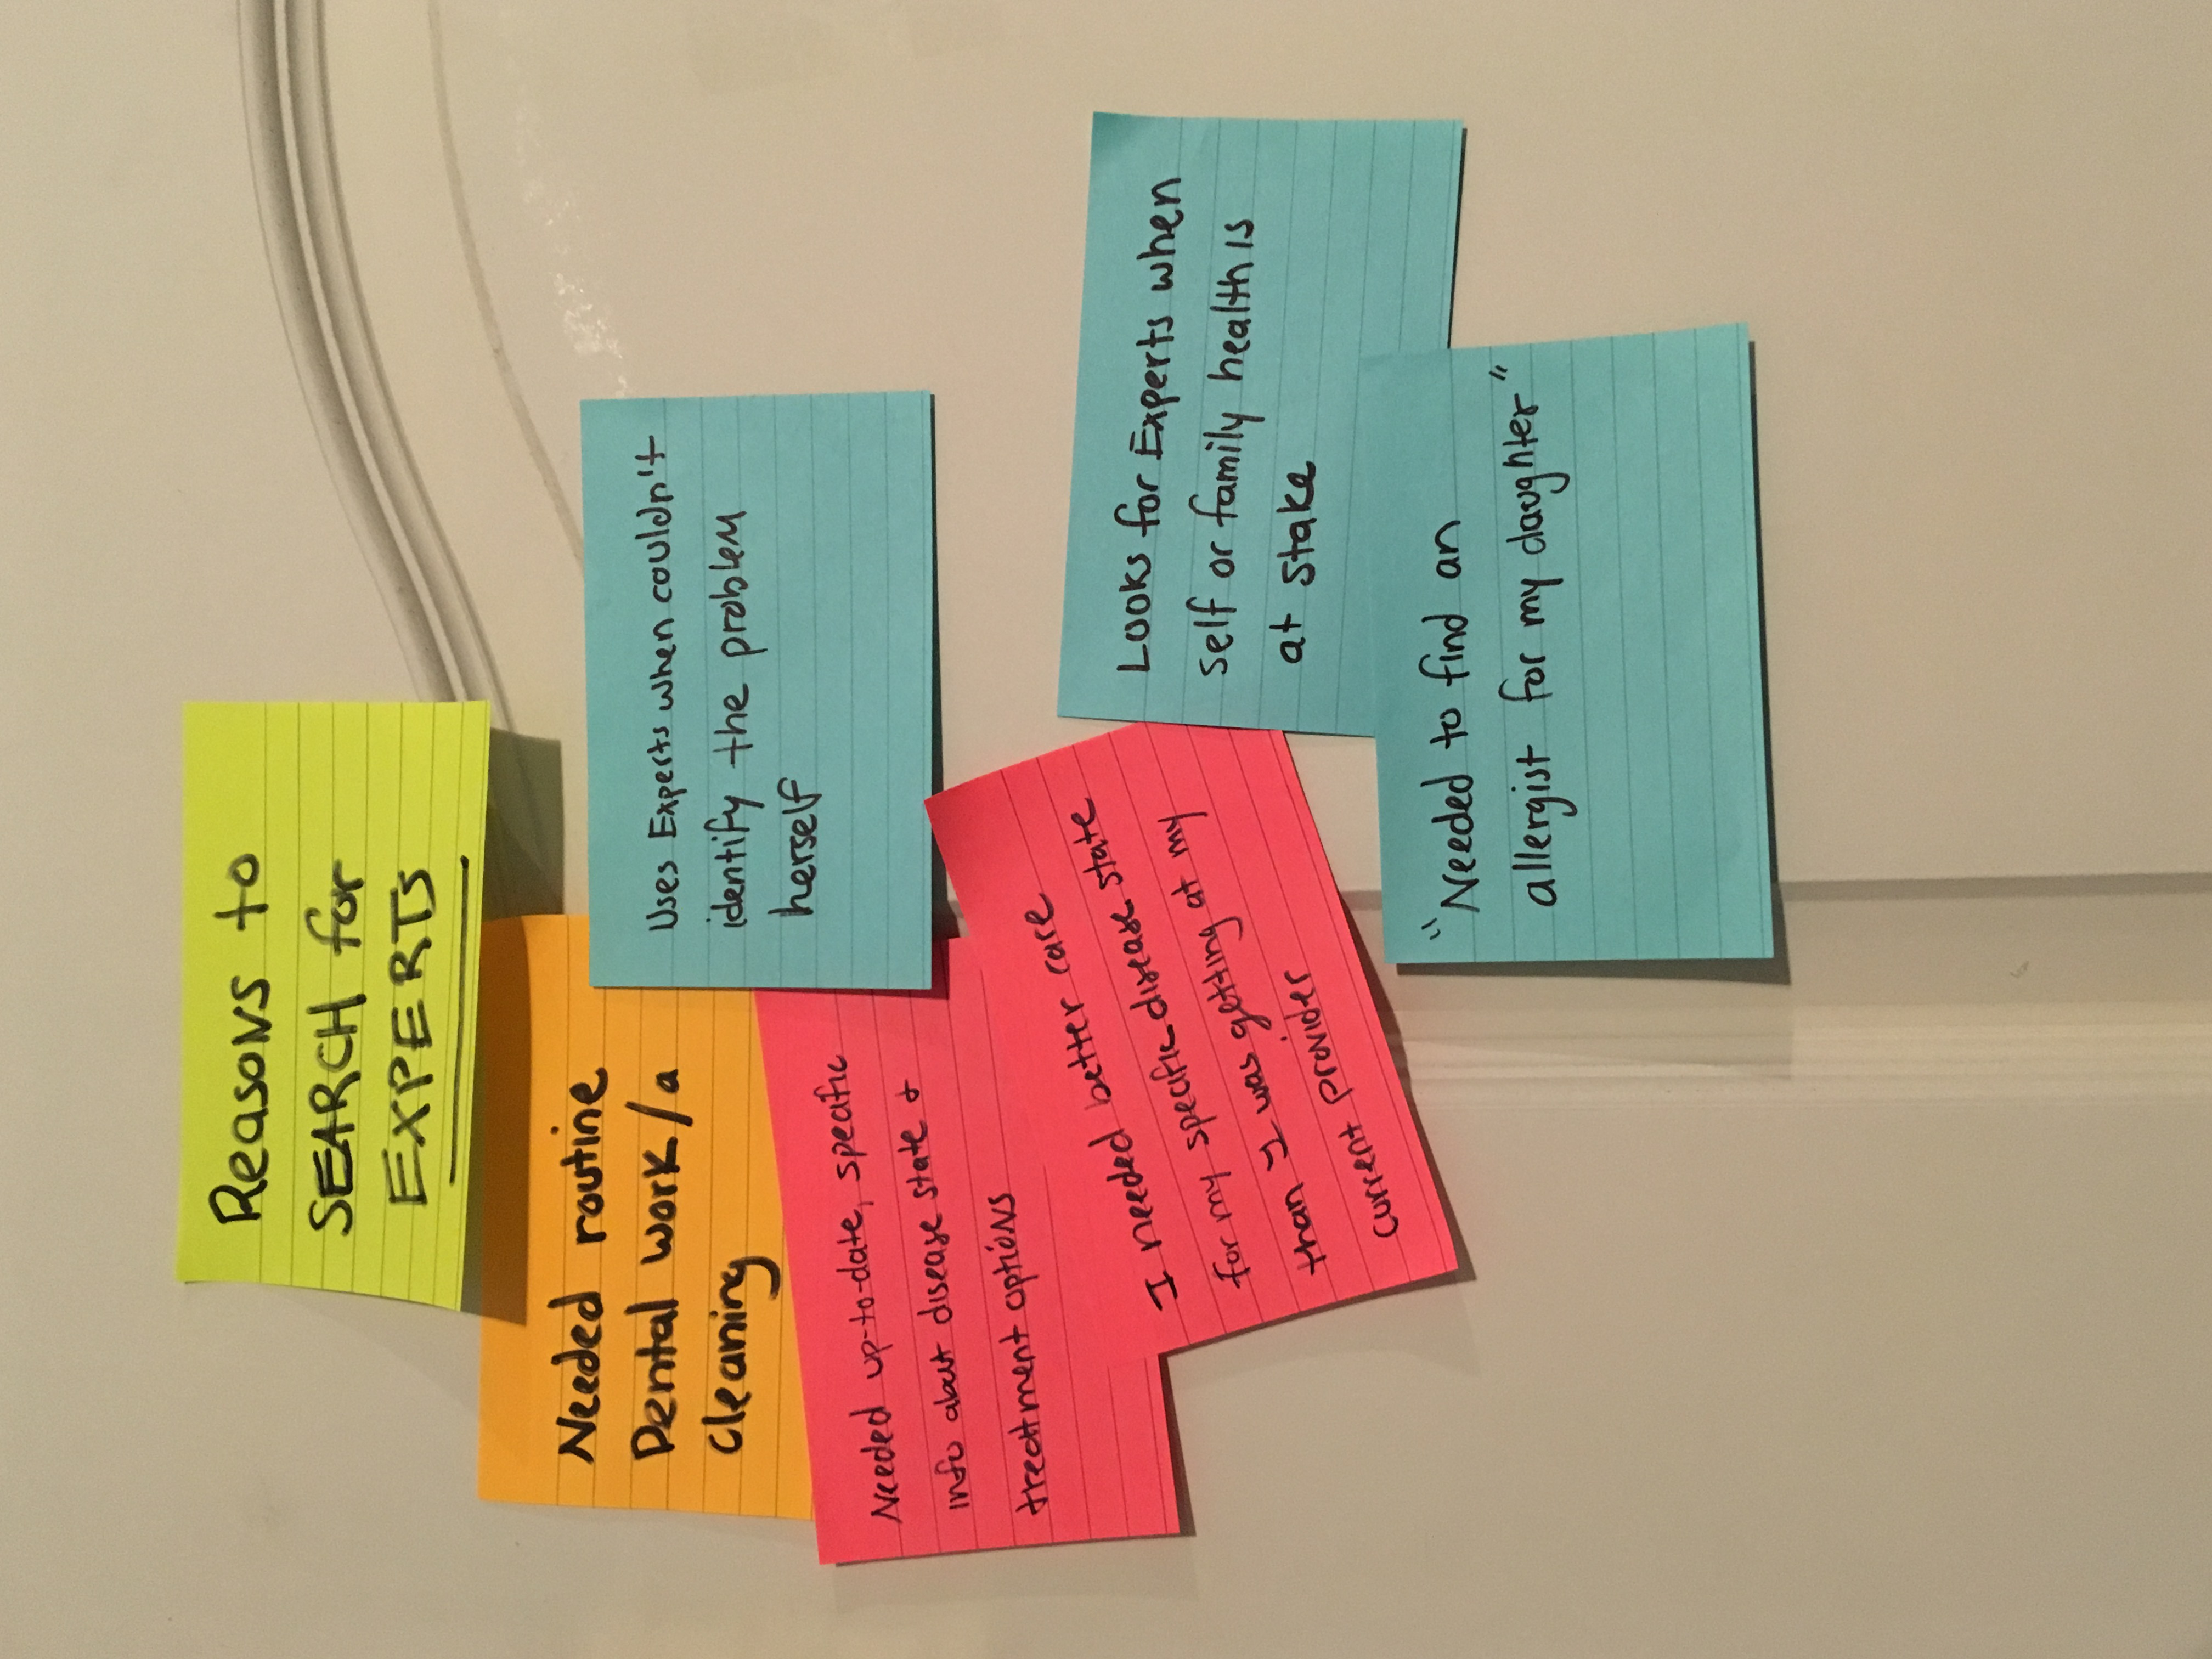 Reasons to
SEARCH for
EXPERTS
Needed routine
Dental work/a
cleaning
Uses Experts when couldn't
identify the problem
herself
Needed up-to-date, specific
info about disease state &
treatment options
I needed better care
for my specific disease state
than I was getting at my
current provider
Looks for Experts when
self or family health is
at stake
"Needed to find an
allergist for my daughter"